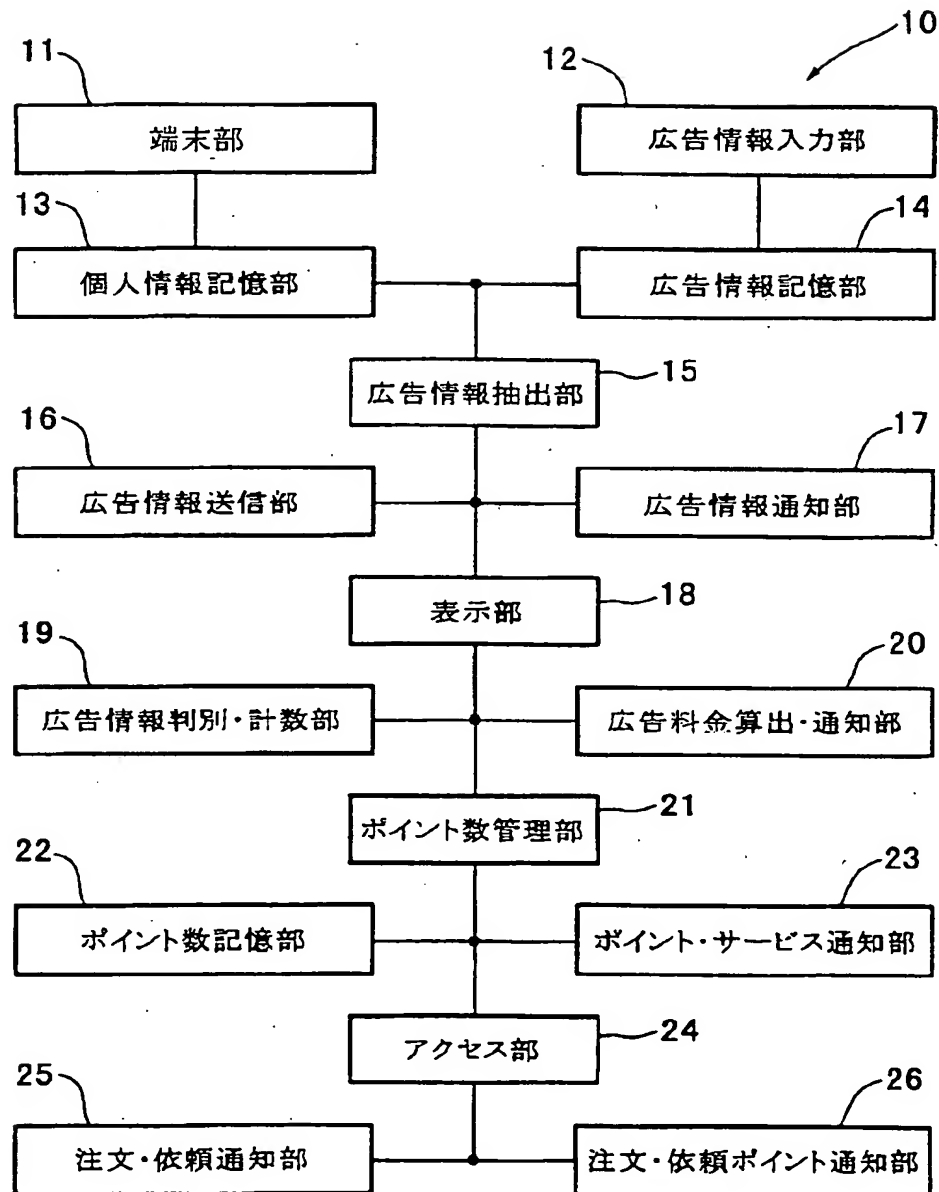 10
11
12
端末部
広告情報入力部
13
14
個人情報記憶部
広告情報記憶部
15
広告情報抽出部
16
17
広告情報送信部
広告情報通知部
18
表示部
19
20
広告情報判別・計数部
広告料金算出・通知部
21
ポイント数管理部
22
23
ポイント数記憶部
ポイント・サービス通知部
24
アクセス部
25
26
注文・依頼通知部
注文・依頼ポイント通知部